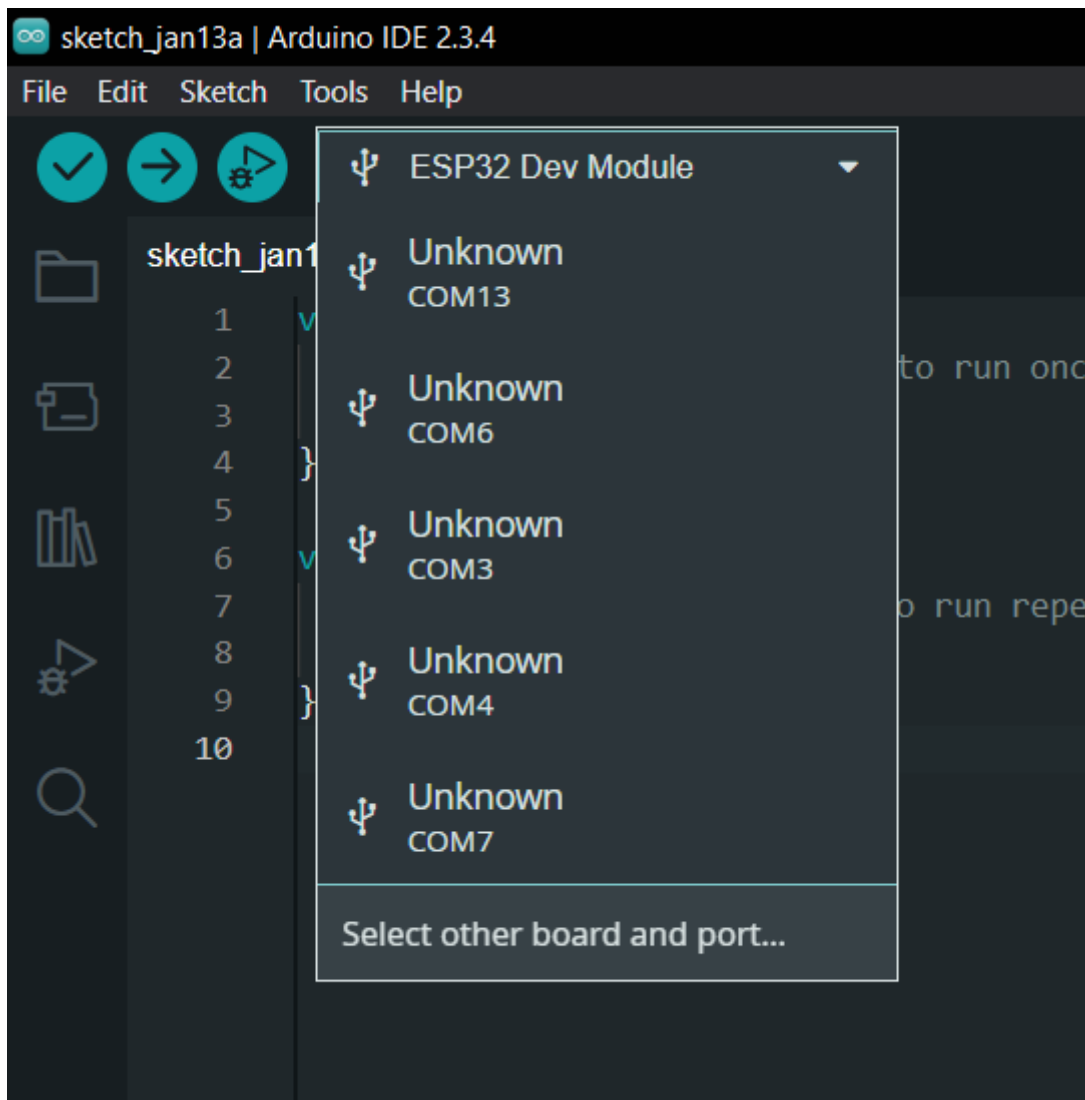 sketch_jan13a | Arduino IDE 2.3.4
File Edit Sketch Tools Help
ESP32 Dev Module
sketch_jan1
Unknown
COM13
Unknown
COM6
Unknown
COM3
Unknown
COM4
Unknown
COM7
Select other board and port...
1 v
2 to run onc
3
4 }
5
6 v
7 o run repe
8
9 }
10